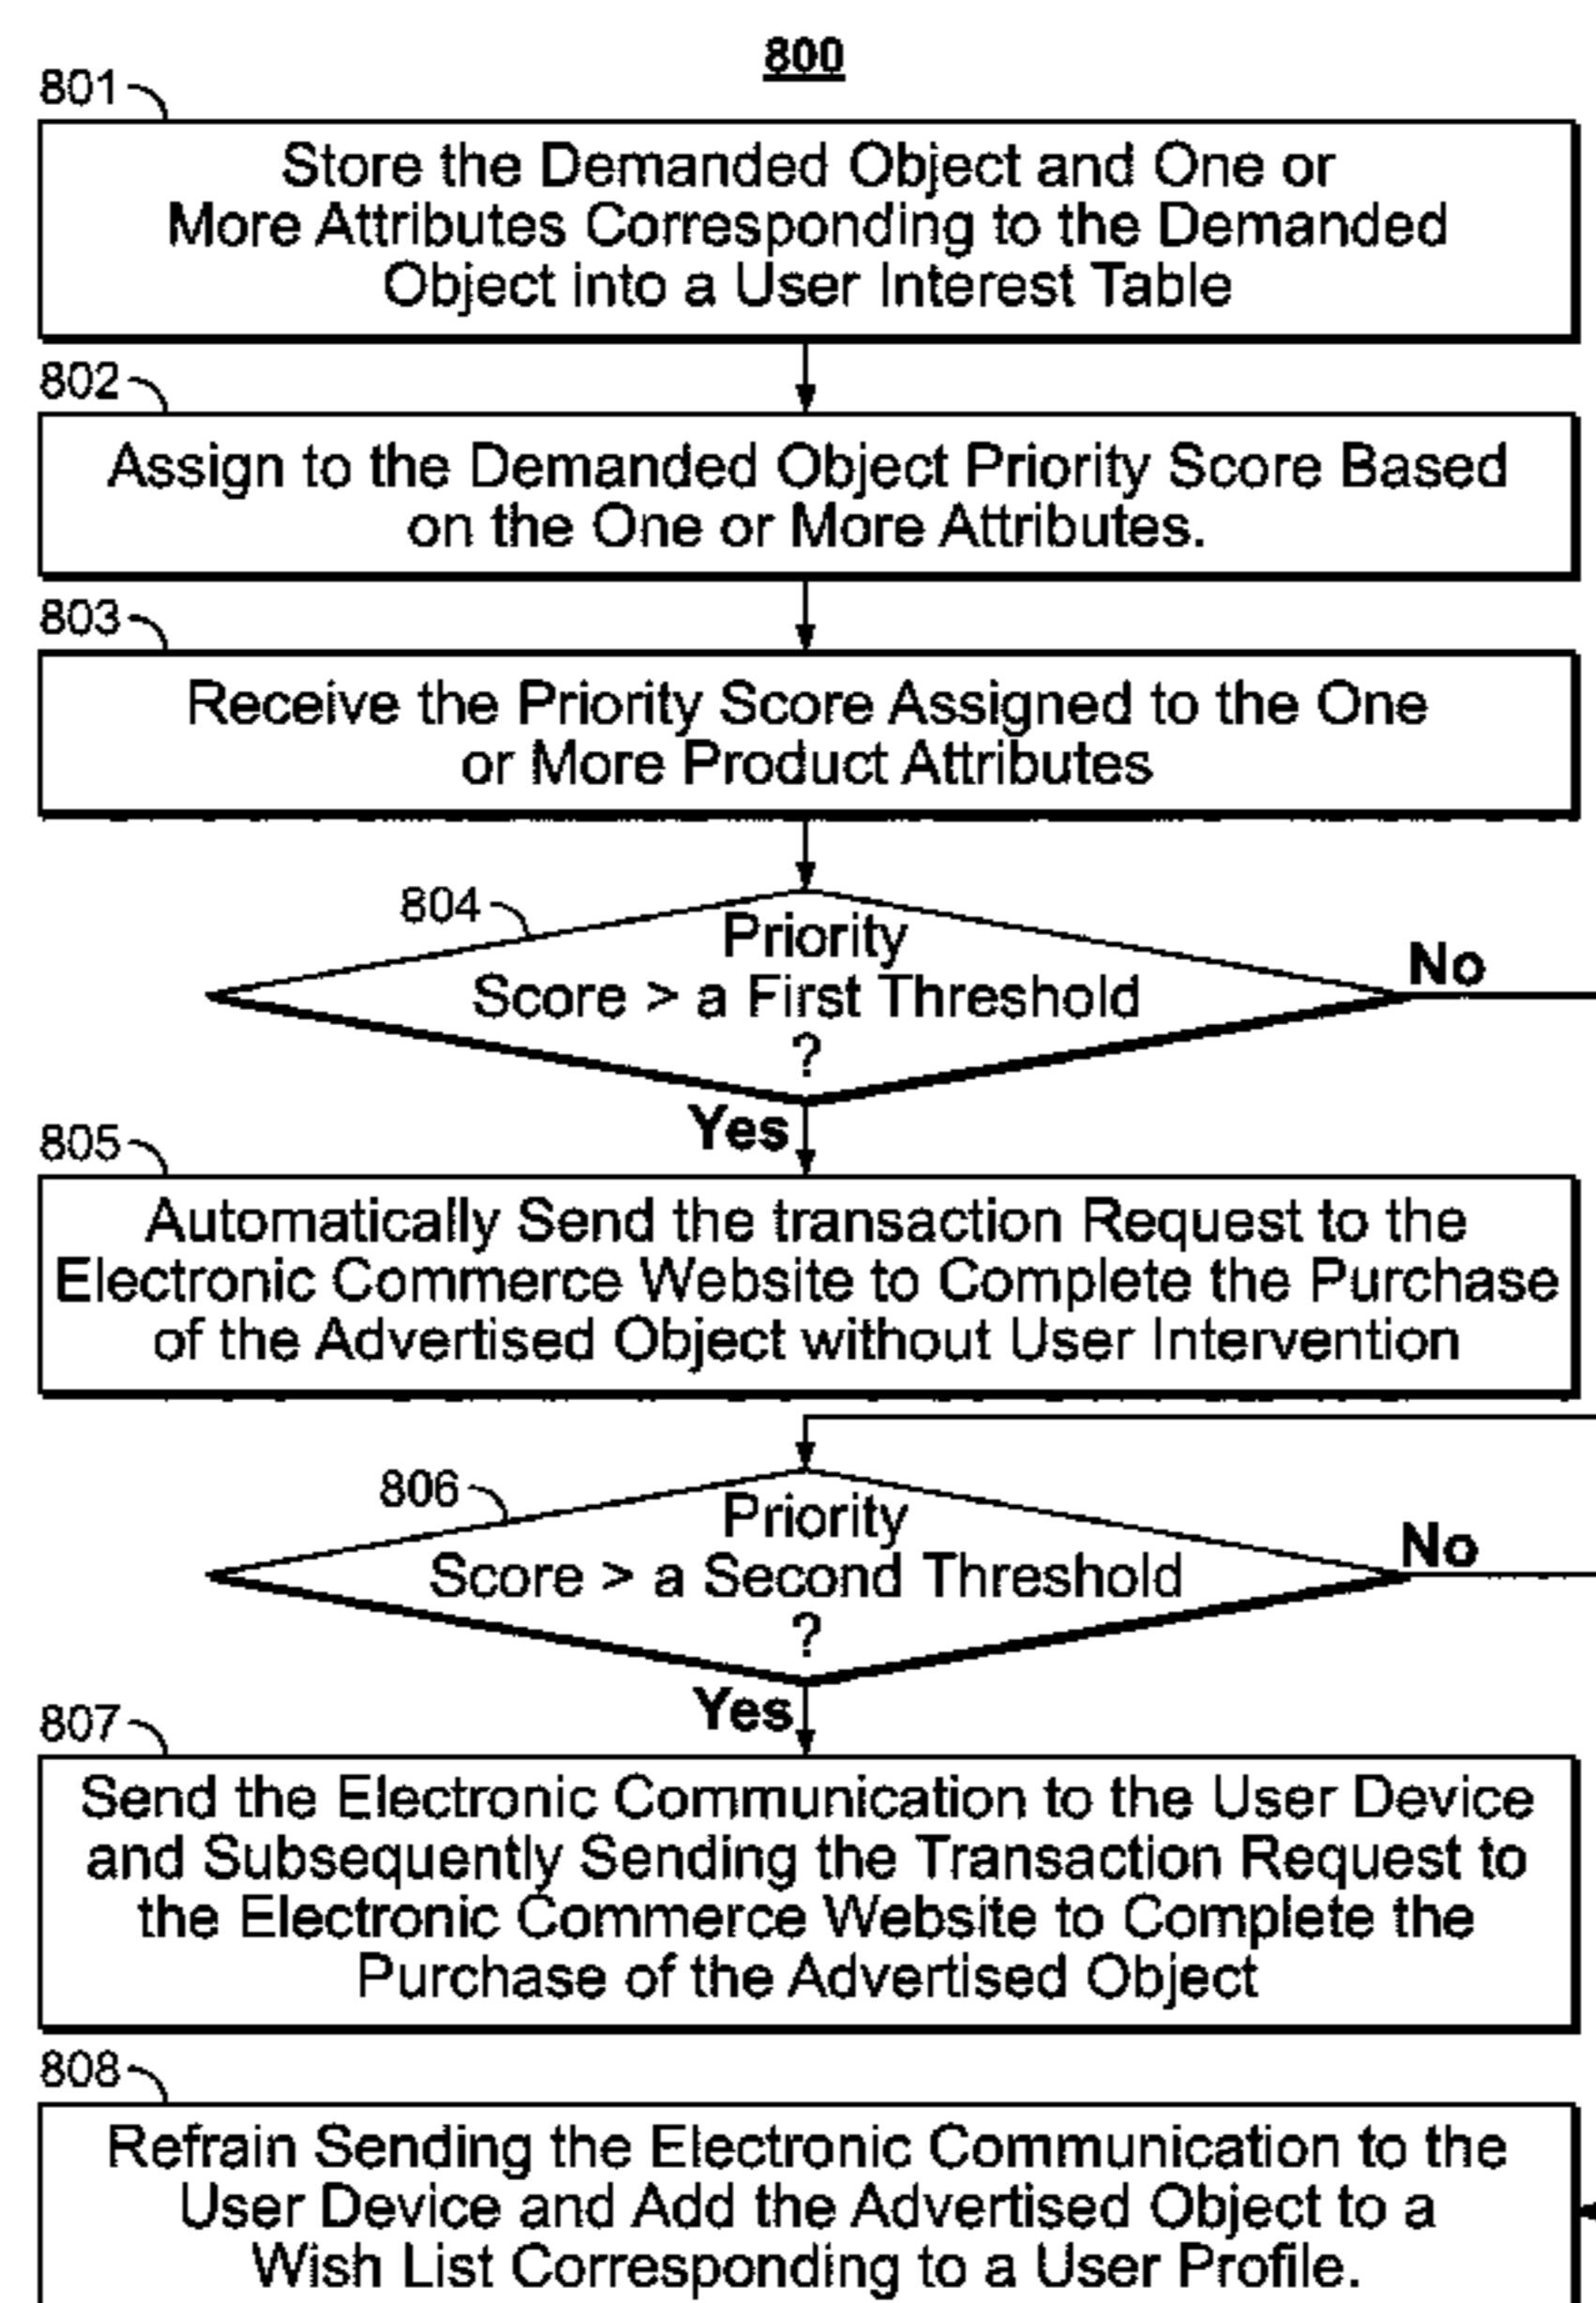 800
801
Store the Demanded Object and One or
More Attributes Corresponding to the Demanded
Object into a User Interest Table
802
Assign to the Demanded Object Priority Score Based
on the One or More Attributes.
803
Receive the Priority Score Assigned to the One
or More Product Attributes
804
Priority
Score > a First Threshold
?
No
Yes
805
Automatically Send the transaction Request to the
Electronic Commerce Website to Complete the Purchase
of the Advertised Object without User Intervention
806
Priority
Score > a Second Threshold
?
No
Yes
807
Send the Electronic Communication to the User Device
and Subsequently Sending the Transaction Request to
the Electronic Commerce Website to Complete the
Purchase of the Advertised Object
808
Refrain Sending the Electronic Communication to the
User Device and Add the Advertised Object to a
Wish List Corresponding to a User Profile.